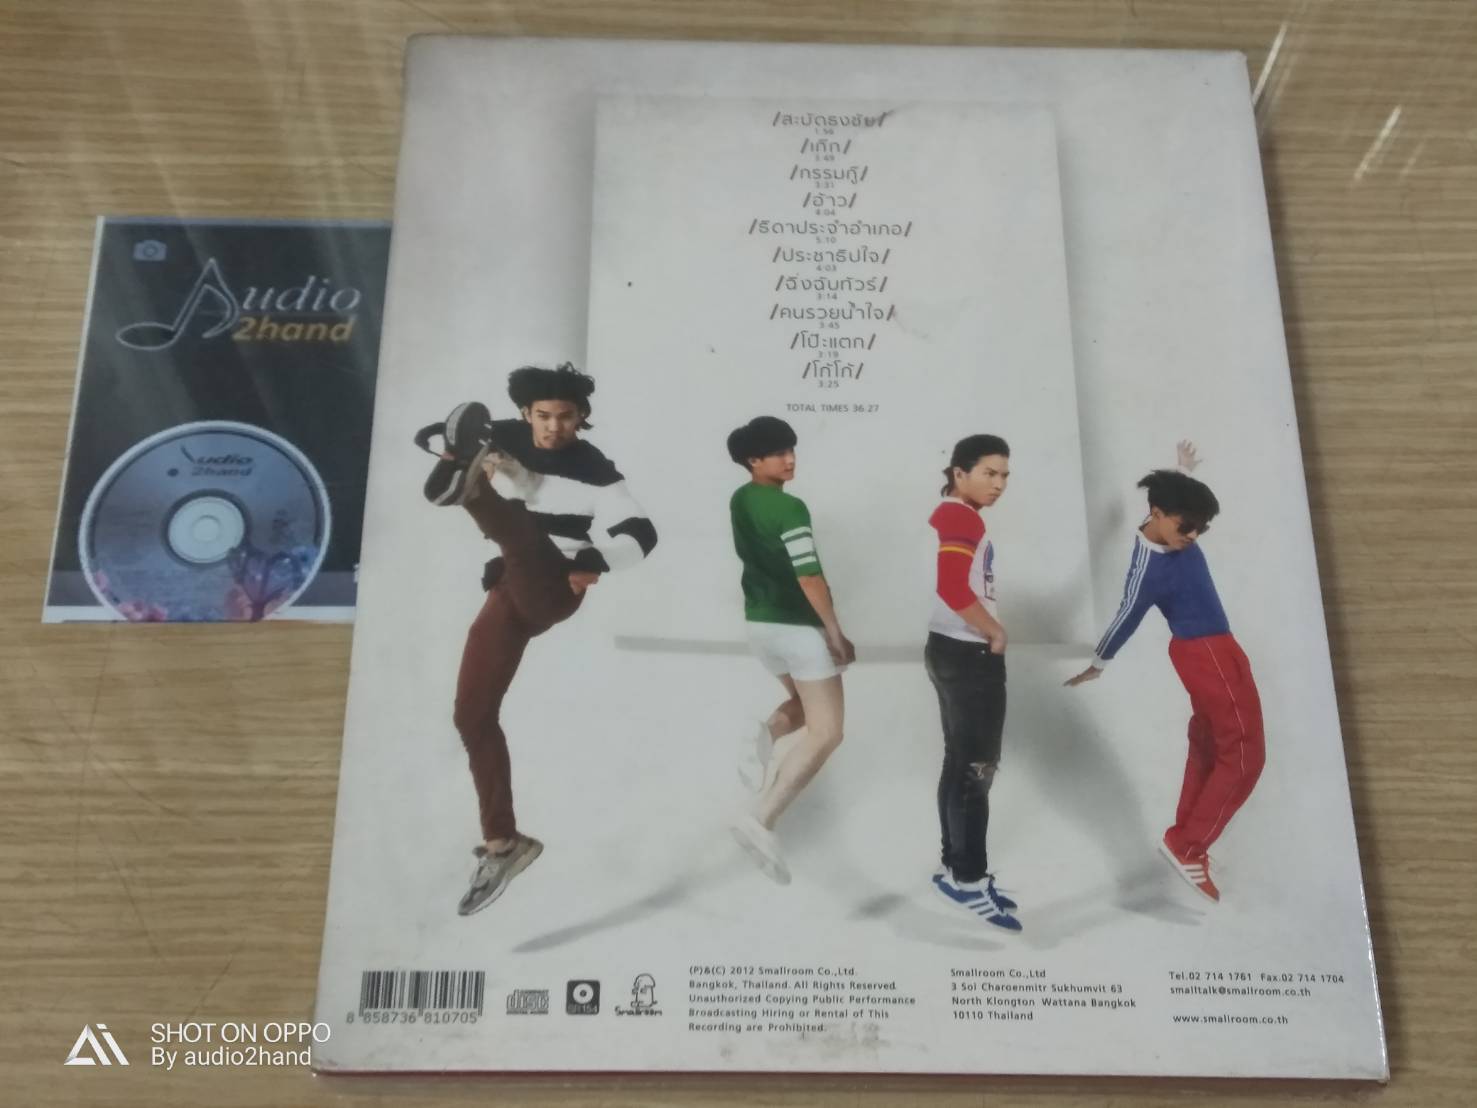 /สะบัดธงชัย/
1:56
/เก๊ก/
3:49
/กรรมกู๊/
3:31
/อ้าว/
4:04
/ธิดาประจำอำเภอ/
5:10
/ประชาธิปใจ/
4:03
/ฉิ่งฉับทัวร์/
3:14
/คนรวยน้ำใจ/
3:45
/โป๊ะแตก/
3:19
/โก้โก้/
3:25
TOTAL TIMES 36.27
Audio
2hand
Audio
2hand
8 858736 810705
disc
Smallroom
(P)&(C) 2012 Smallroom Co.,Ltd.
Bangkok, Thailand. All Rights Reserved
Unauthorized Copying Public Performance
Broadcasting Hiring or Rental of This
Recording are Prohibited.
Smallroom Co.,Ltd
3 Soi Charoenmitr Sukhumvit 63
North Klongton Wattana Bangkok
10110 Thailand
Tel.02 714 1761 Fax.02 714 1704
smalltalk@smallroom.co.th
www.smallroom.co.th
SHOT ON OPPO
By audio2hand